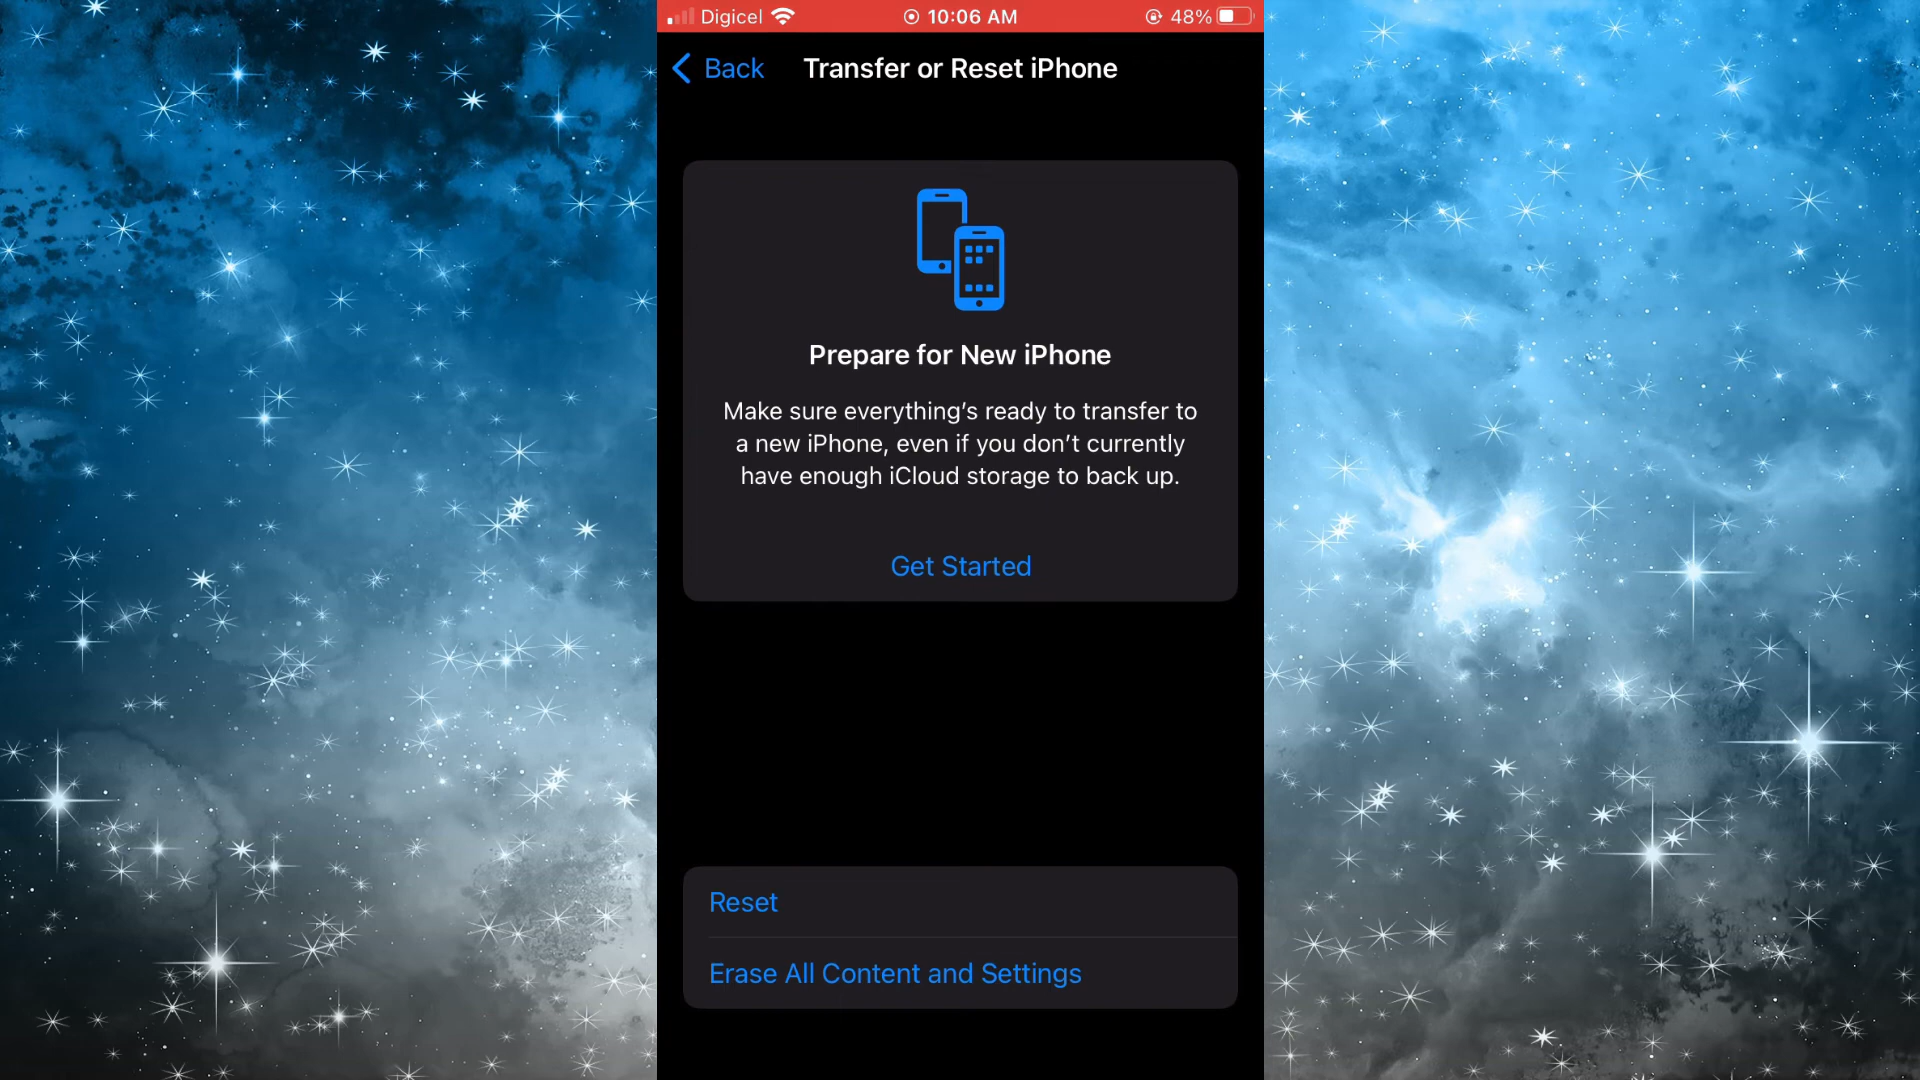 Digicel 10:06 AM 48%
Back Transfer or Reset iPhone
Prepare for New iPhone
Make sure everything’s ready to transfer to
a new iPhone, even if you don’t currently
have enough iCloud storage to back up.
Get Started
Reset
Erase All Content and Settings